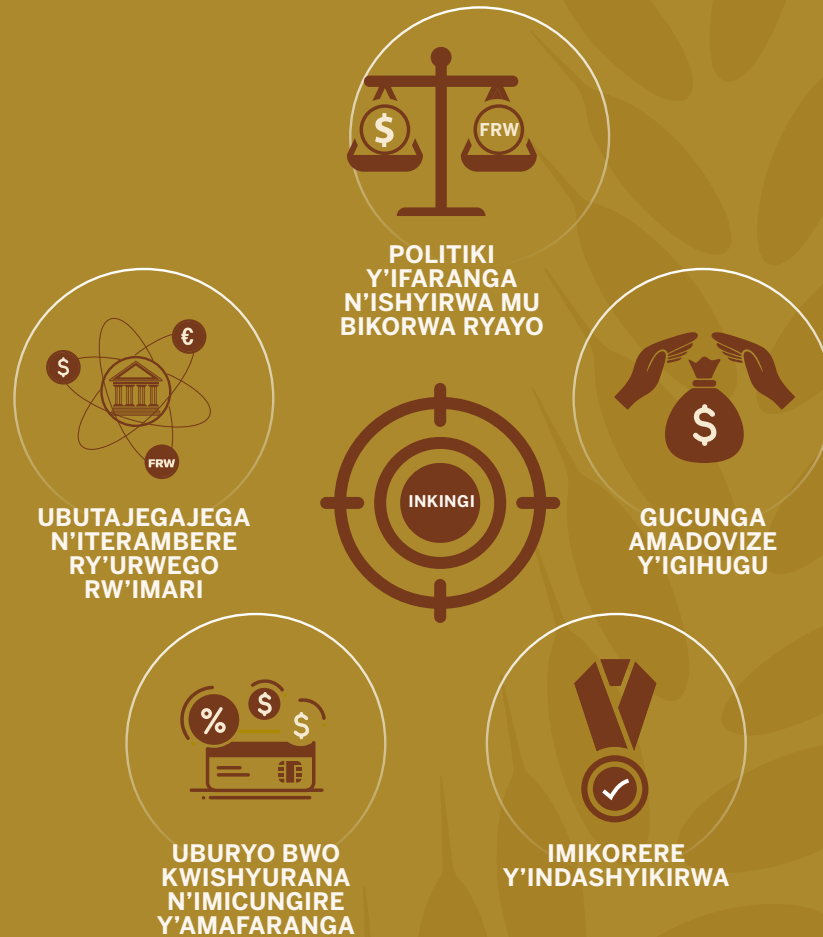 $
FRW
POLITIKI
Y'IFARANGA
N'ISHYIRWA MU
BIKORWA RYAYO
$
€
FRW
UBUTAJEGAJEGA
N'ITERAMBERE
RY'URWEGO
RW'IMARI
INKINGI
$
GUCUNGA
AMADOVIZE
Y'IGIHUGU
%
$
$
UBURYO BWO
KWISHYURANA
N'IMICUNGIRE
Y'AMAFARANGA
IMIKORERE
Y'INDASHYIKIRWA